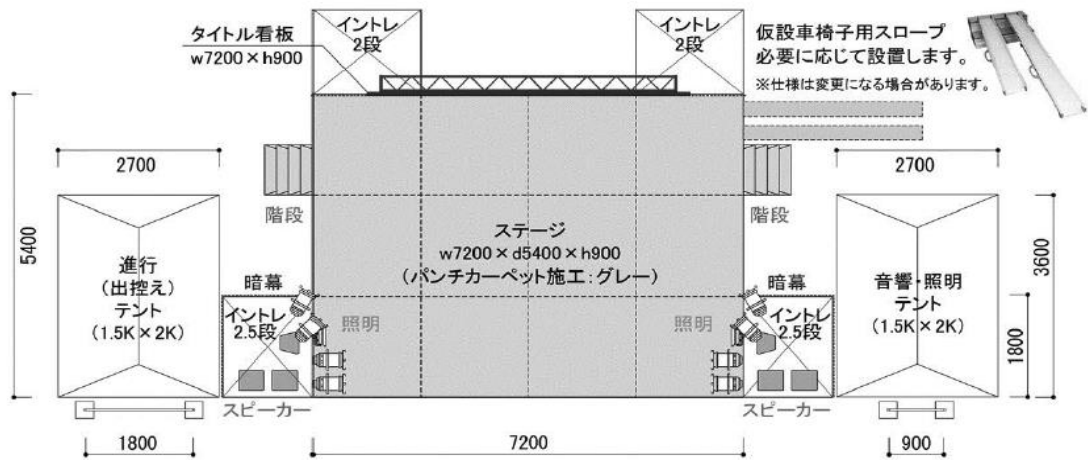 イントレ
2段
イントレ
2段
タイトル看板
w7200×h900
仮設車椅子用スロープ
必要に応じて設置します。
※仕様は変更になる場合があります。
2700
2700
階段
階段
5400
3600
ステージ
w7200×d5400×h900
（パンチカーペット施工：グレー）
進行
（出控え）
テント
（1.5K×2K）
音響・照明
テント
（1.5K×2K）
暗幕
暗幕
イントレ
2.5段
照明
照明
イントレ
2.5段
1800
スピーカー
スピーカー
1800
7200
900